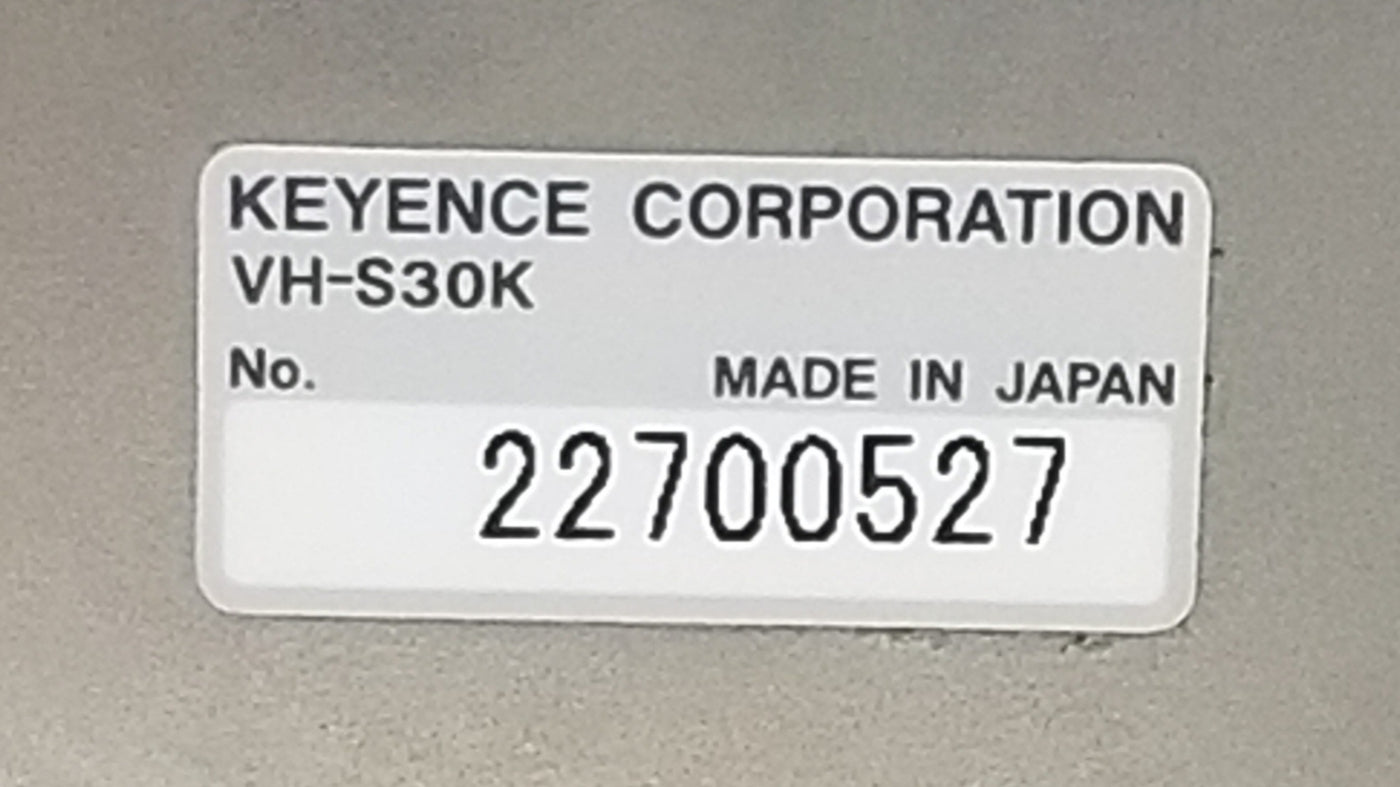 KEYENCE CORPORATION
VH-S30K
No. MADE IN JAPAN
22700527